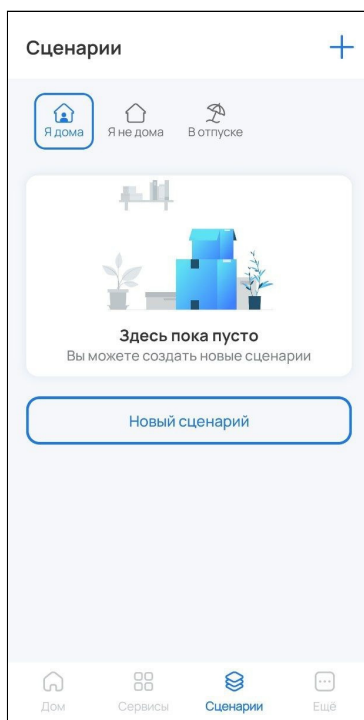 Сценарии
Я дома
Я не дома
В отпуске
Здесь пока пусто
Вы можете создать новые сценарии
Новый сценарий
Дом
Сервисы
Сценарии
Ещё